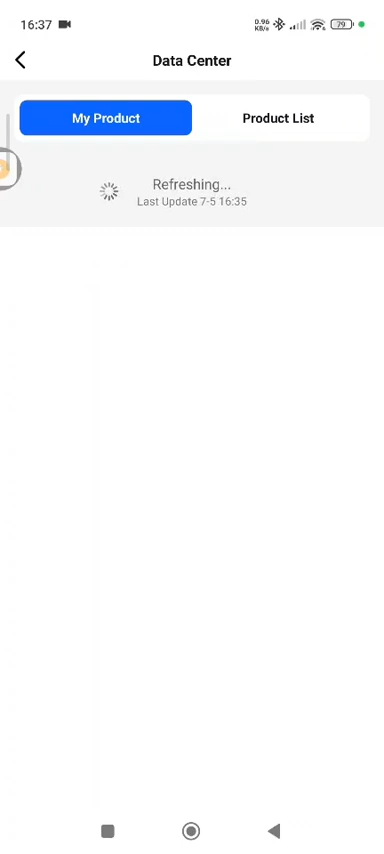 16:37
0.96
KB/s
79
Data Center
My Product
Product List
Refreshing...
Last Update 7-5 16:35